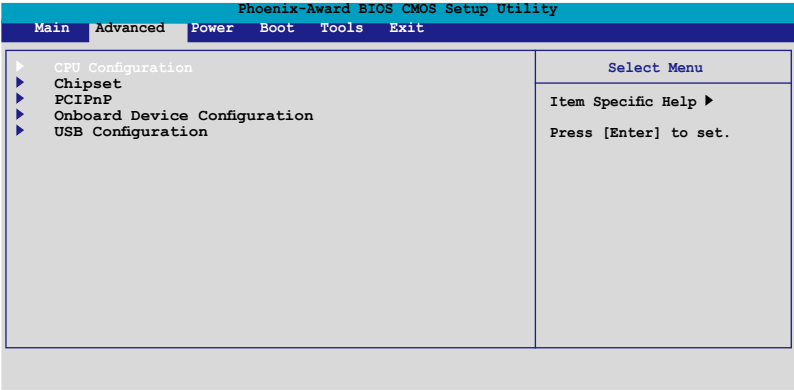 Phoenix-Award BIOS CMOS Setup Utility
Main Advanced Power Boot Tools Exit
CPU Configuration
Chipset
PCIPnP
Onboard Device Configuration
USB Configuration
Select Menu
Item Specific Help
Press [Enter] to set.